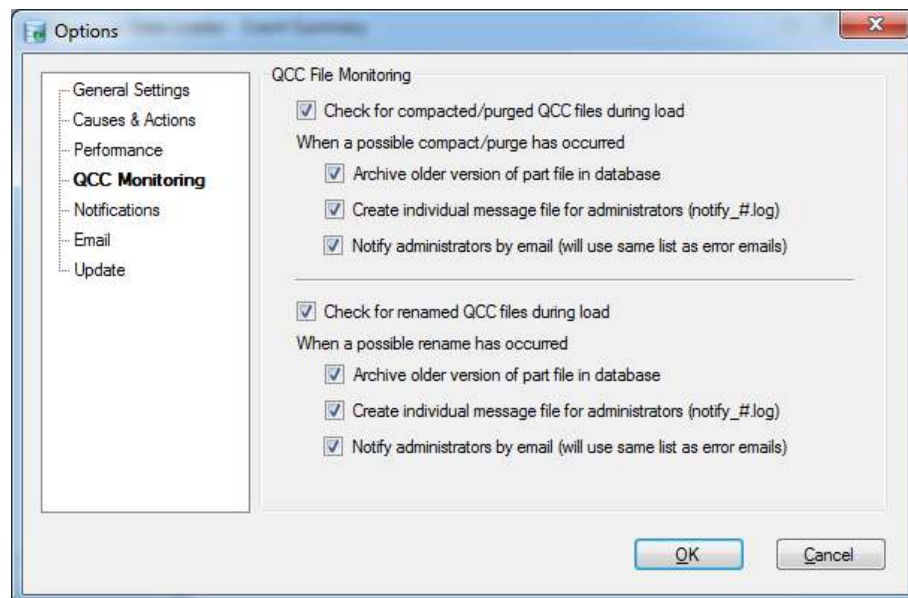 Options
General Settings
Causes & Actions
Performance
QCC Monitoring
Notifications
Email
Update
QCC File Monitoring
Check for compacted/purged QCC files during load
When a possible compact/purge has occurred
Archive older version of part file in database
Create individual message file for administrators (notify_#.log)
Notify administrators by email (will use same list as error emails)
Check for renamed QCC files during load
When a possible rename has occurred
Archive older version of part file in database
Create individual message file for administrators (notify_#.log)
Notify administrators by email (will use same list as error emails)
OK
Cancel